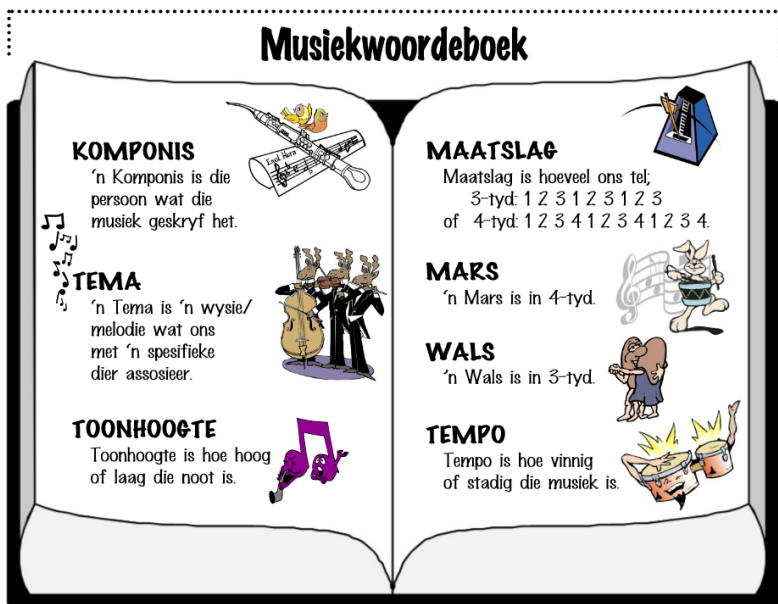 Musiekwoordeboek
KOMPONIS
'n Komponis is die
persoon wat die
musiek geskryf het.
Engl Horn
TEMA
'n Tema is 'n wysie/
melodie wat ons
met 'n spesifieke
dier assosieer.
TOONHOOGTE
Toonhoogte is hoe hoog
of laag die noot is.
MAATSLAG
Maatslag is hoeveel ons tel;
3-tyd: 1 2 3 1 2 3 1 2 3
of 4-tyd: 1 2 3 4 1 2 3 4 1 2 3 4.
MARS
'n Mars is in 4-tyd.
WALS
'n Wals is in 3-tyd.
TEMPO
Tempo is hoe vinnig
of stadig die musiek is.